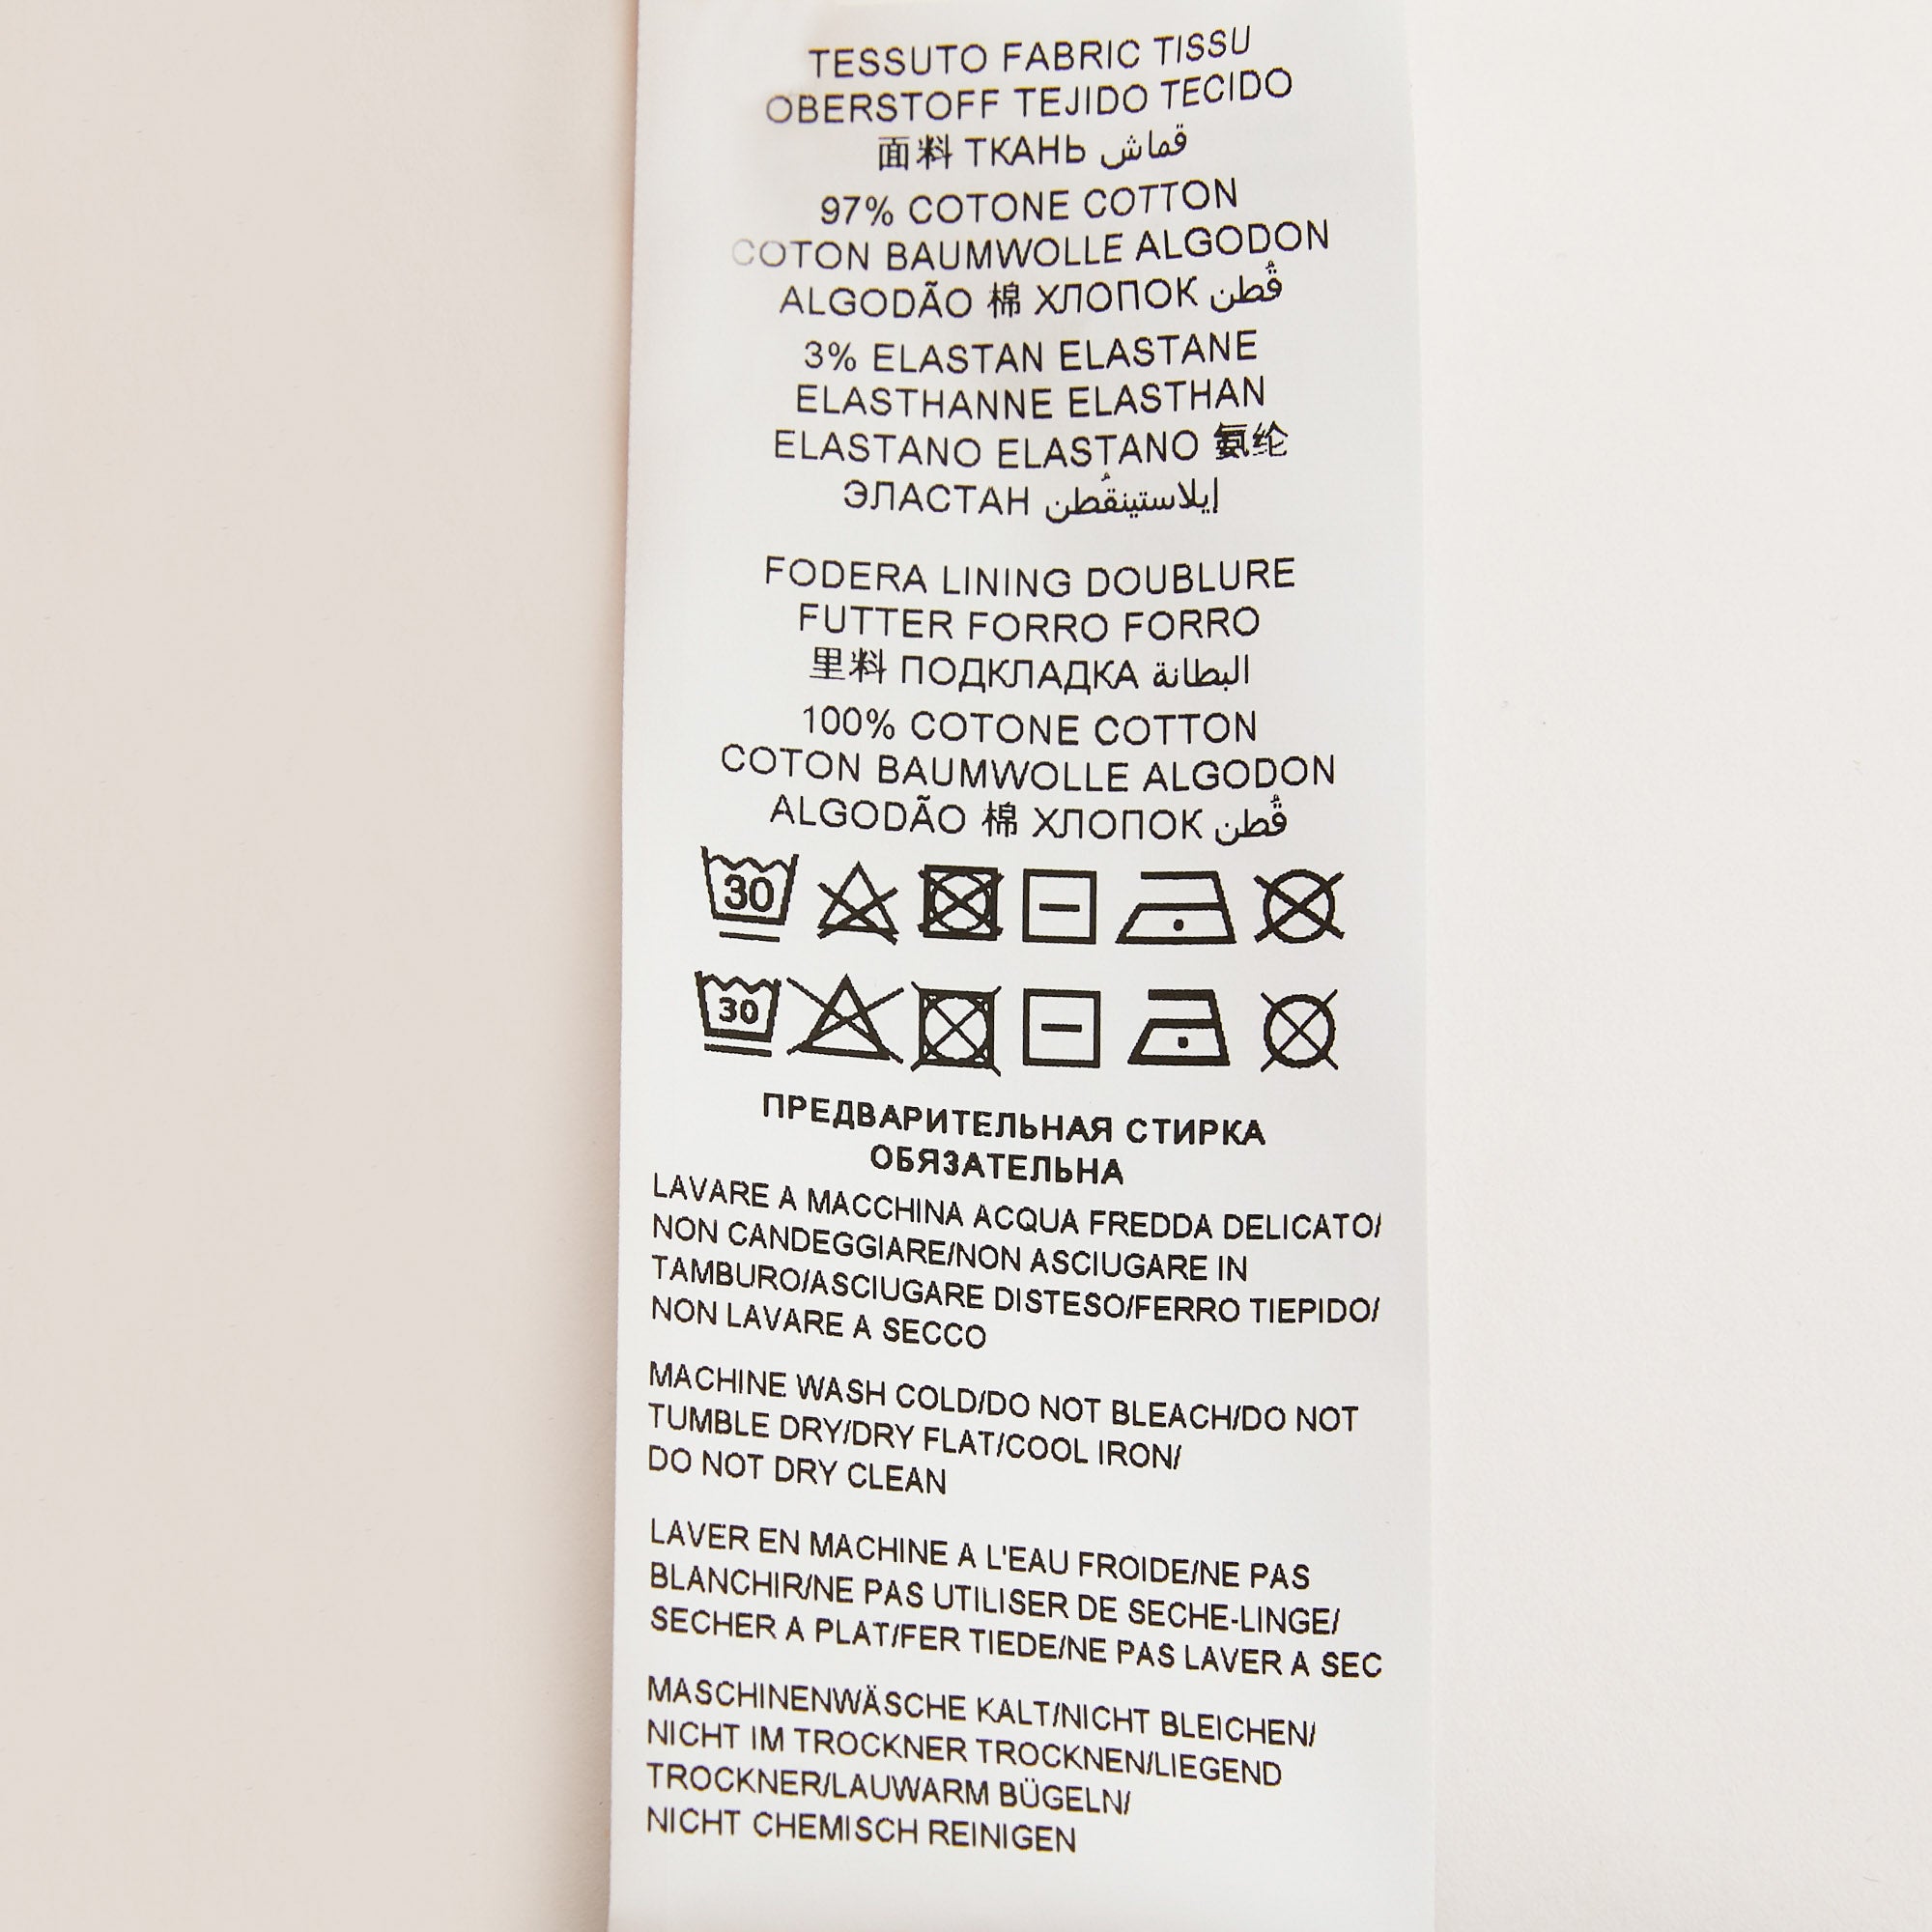 TESSUTO FABRIC TISSU
OBERSTOFF TEJIDO TECIDO
面料 ТКАНЬ قماش
97% COTONE COTTON
COTON BAUMWOLLE ALGODON
ALGODÃO 棉 ХЛОПОК قُطن
3% ELASTAN ELASTANE
ELASTHANNE ELASTHAN
ELASTANO ELASTANO 氨纶
ЭЛАСТАН إيلاستينقُطن
FODERA LINING DOUBLURE
FUTTER FORRO FORRO
里料 ПОДКЛАДКА البطانة
100% COTONE COTTON
COTON BAUMWOLLE ALGODON
ALGODÃO 棉 ХЛОПОК قُطن
30
30
ПРЕДВАРИТЕЛЬНАЯ СТИРКА
ОБЯЗАТЕЛЬНА
LAVARE A MACCHINA ACQUA FREDDA DELICATO/
NON CANDEGGIARE/NON ASCIUGARE IN
TAMBURO/ASCIUGARE DISTESO/FERRO TIEPIDO/
NON LAVARE A SECCO
MACHINE WASH COLD/DO NOT BLEACH/DO NOT
TUMBLE DRY/DRY FLAT/COOL IRON/
DO NOT DRY CLEAN
LAVER EN MACHINE A L'EAU FROIDE/NE PAS
BLANCHIR/NE PAS UTILISER DE SECHE-LINGE/
SECHER A PLAT/FER TIEDE/NE PAS LAVER A SEC
MASCHINENWÄSCHE KALT/NICHT BLEICHEN/
NICHT IM TROCKNER TROCKNEN/LIEGEND
TROCKNER/LAUWARM BÜGELN/
NICHT CHEMISCH REINIGEN